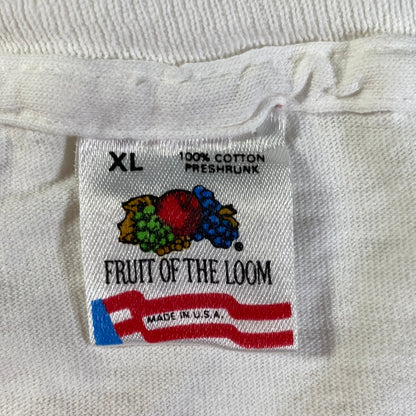 XL
100% COTTON
PRESHRUNK
®
FRUIT OF THE LOOM
MADE IN U.S.A.